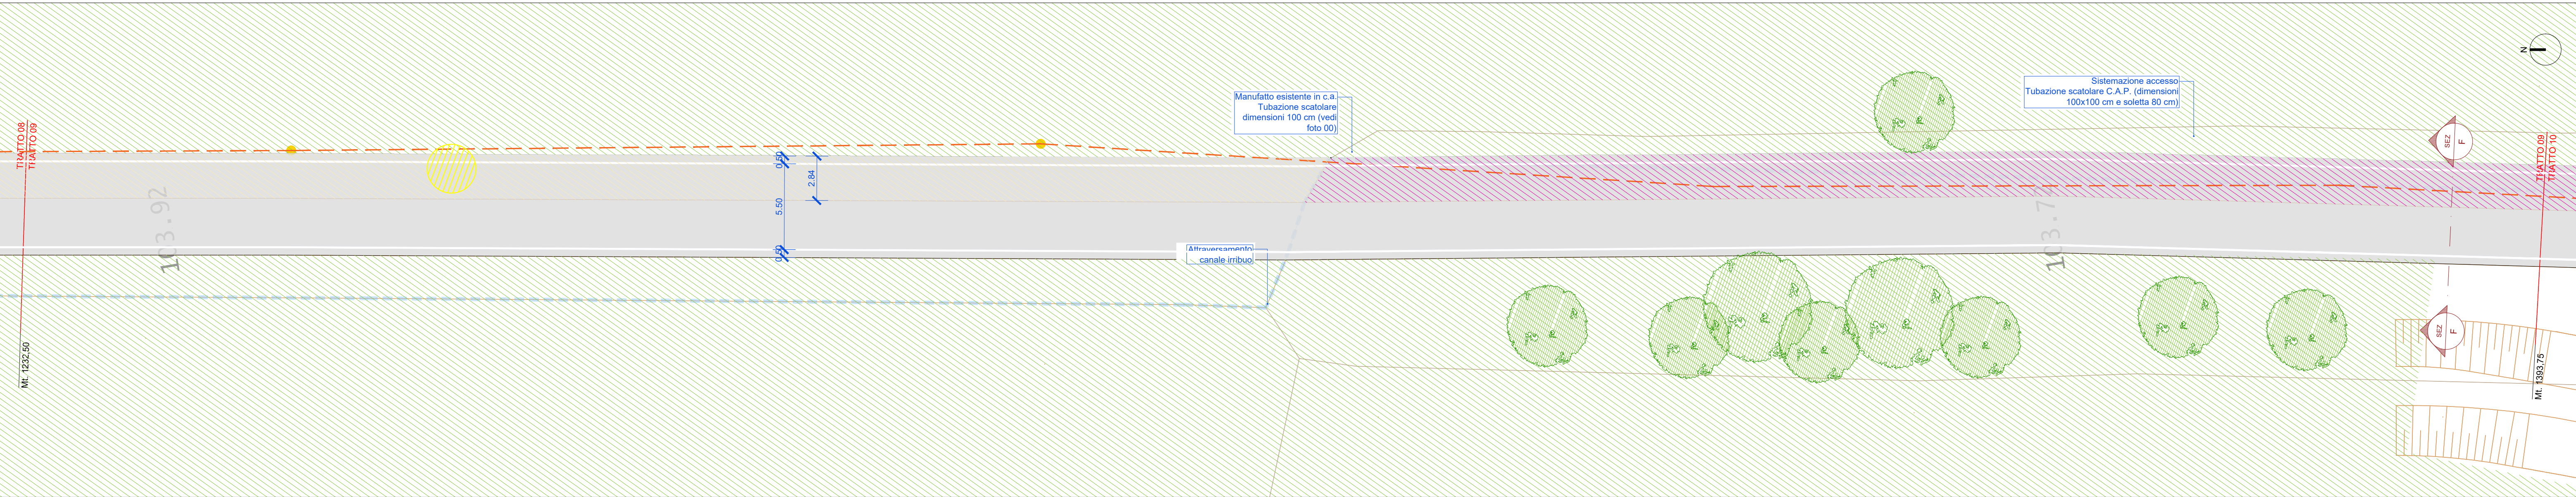 TRATTO 08
TRATTO 09
Mt. 1232,50
103.92
0.50
5.50
0.50
2.84
Manufatto esistente in c.a.
Tubazione scatolare
dimensioni 100 cm (vedi
foto 00)
Attraversamento
canale irribuo
Sistemazione accesso
Tubazione scatolare C.A.P. (dimensioni
100x100 cm e soletta 80 cm)
N
SEZ
F
SEZ
F
TRATTO 09
TRATTO 10
Mt. 1393,75